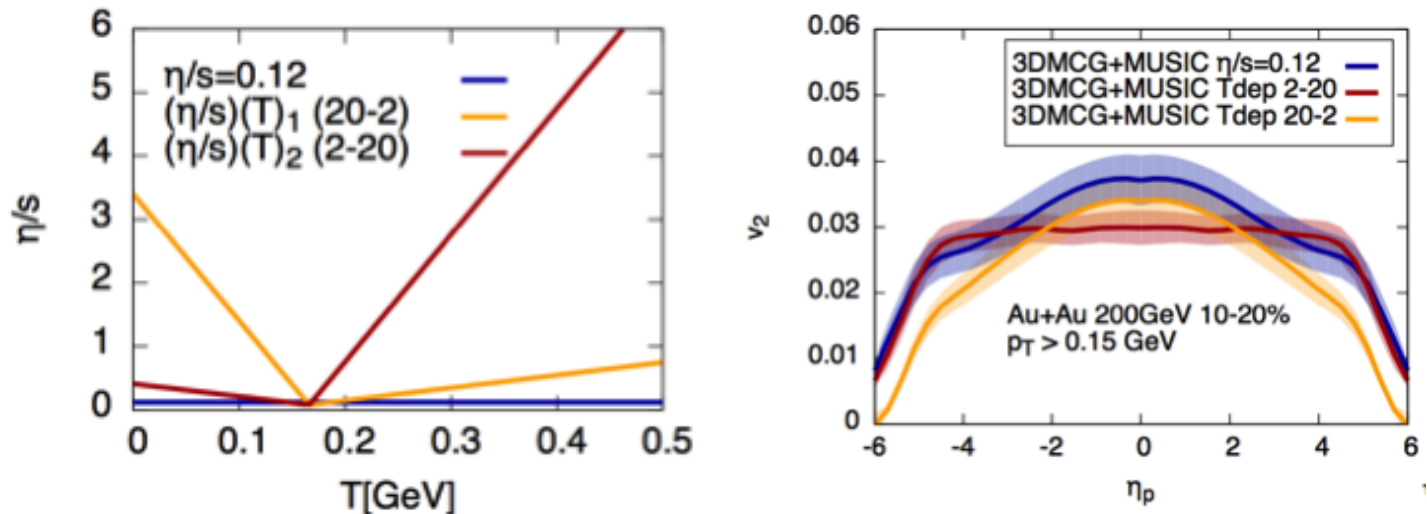 6
5
4
3
2
1
0
η/s
η/s=0.12
(η/s)(T)₁ (20-2)
(η/s)(T)₂ (2-20)
0 0.1 0.2 0.3 0.4 0.5
T[GeV]
0.06
0.05
0.04
0.03
0.02
0.01
0
v₂
3DMCG+MUSIC η/s=0.12
3DMCG+MUSIC Tdep 2-20
3DMCG+MUSIC Tdep 20-2
Au+Au 200GeV 10-20%
p_T > 0.15 GeV
-6 -4 -2 0 2 4 6
η_p